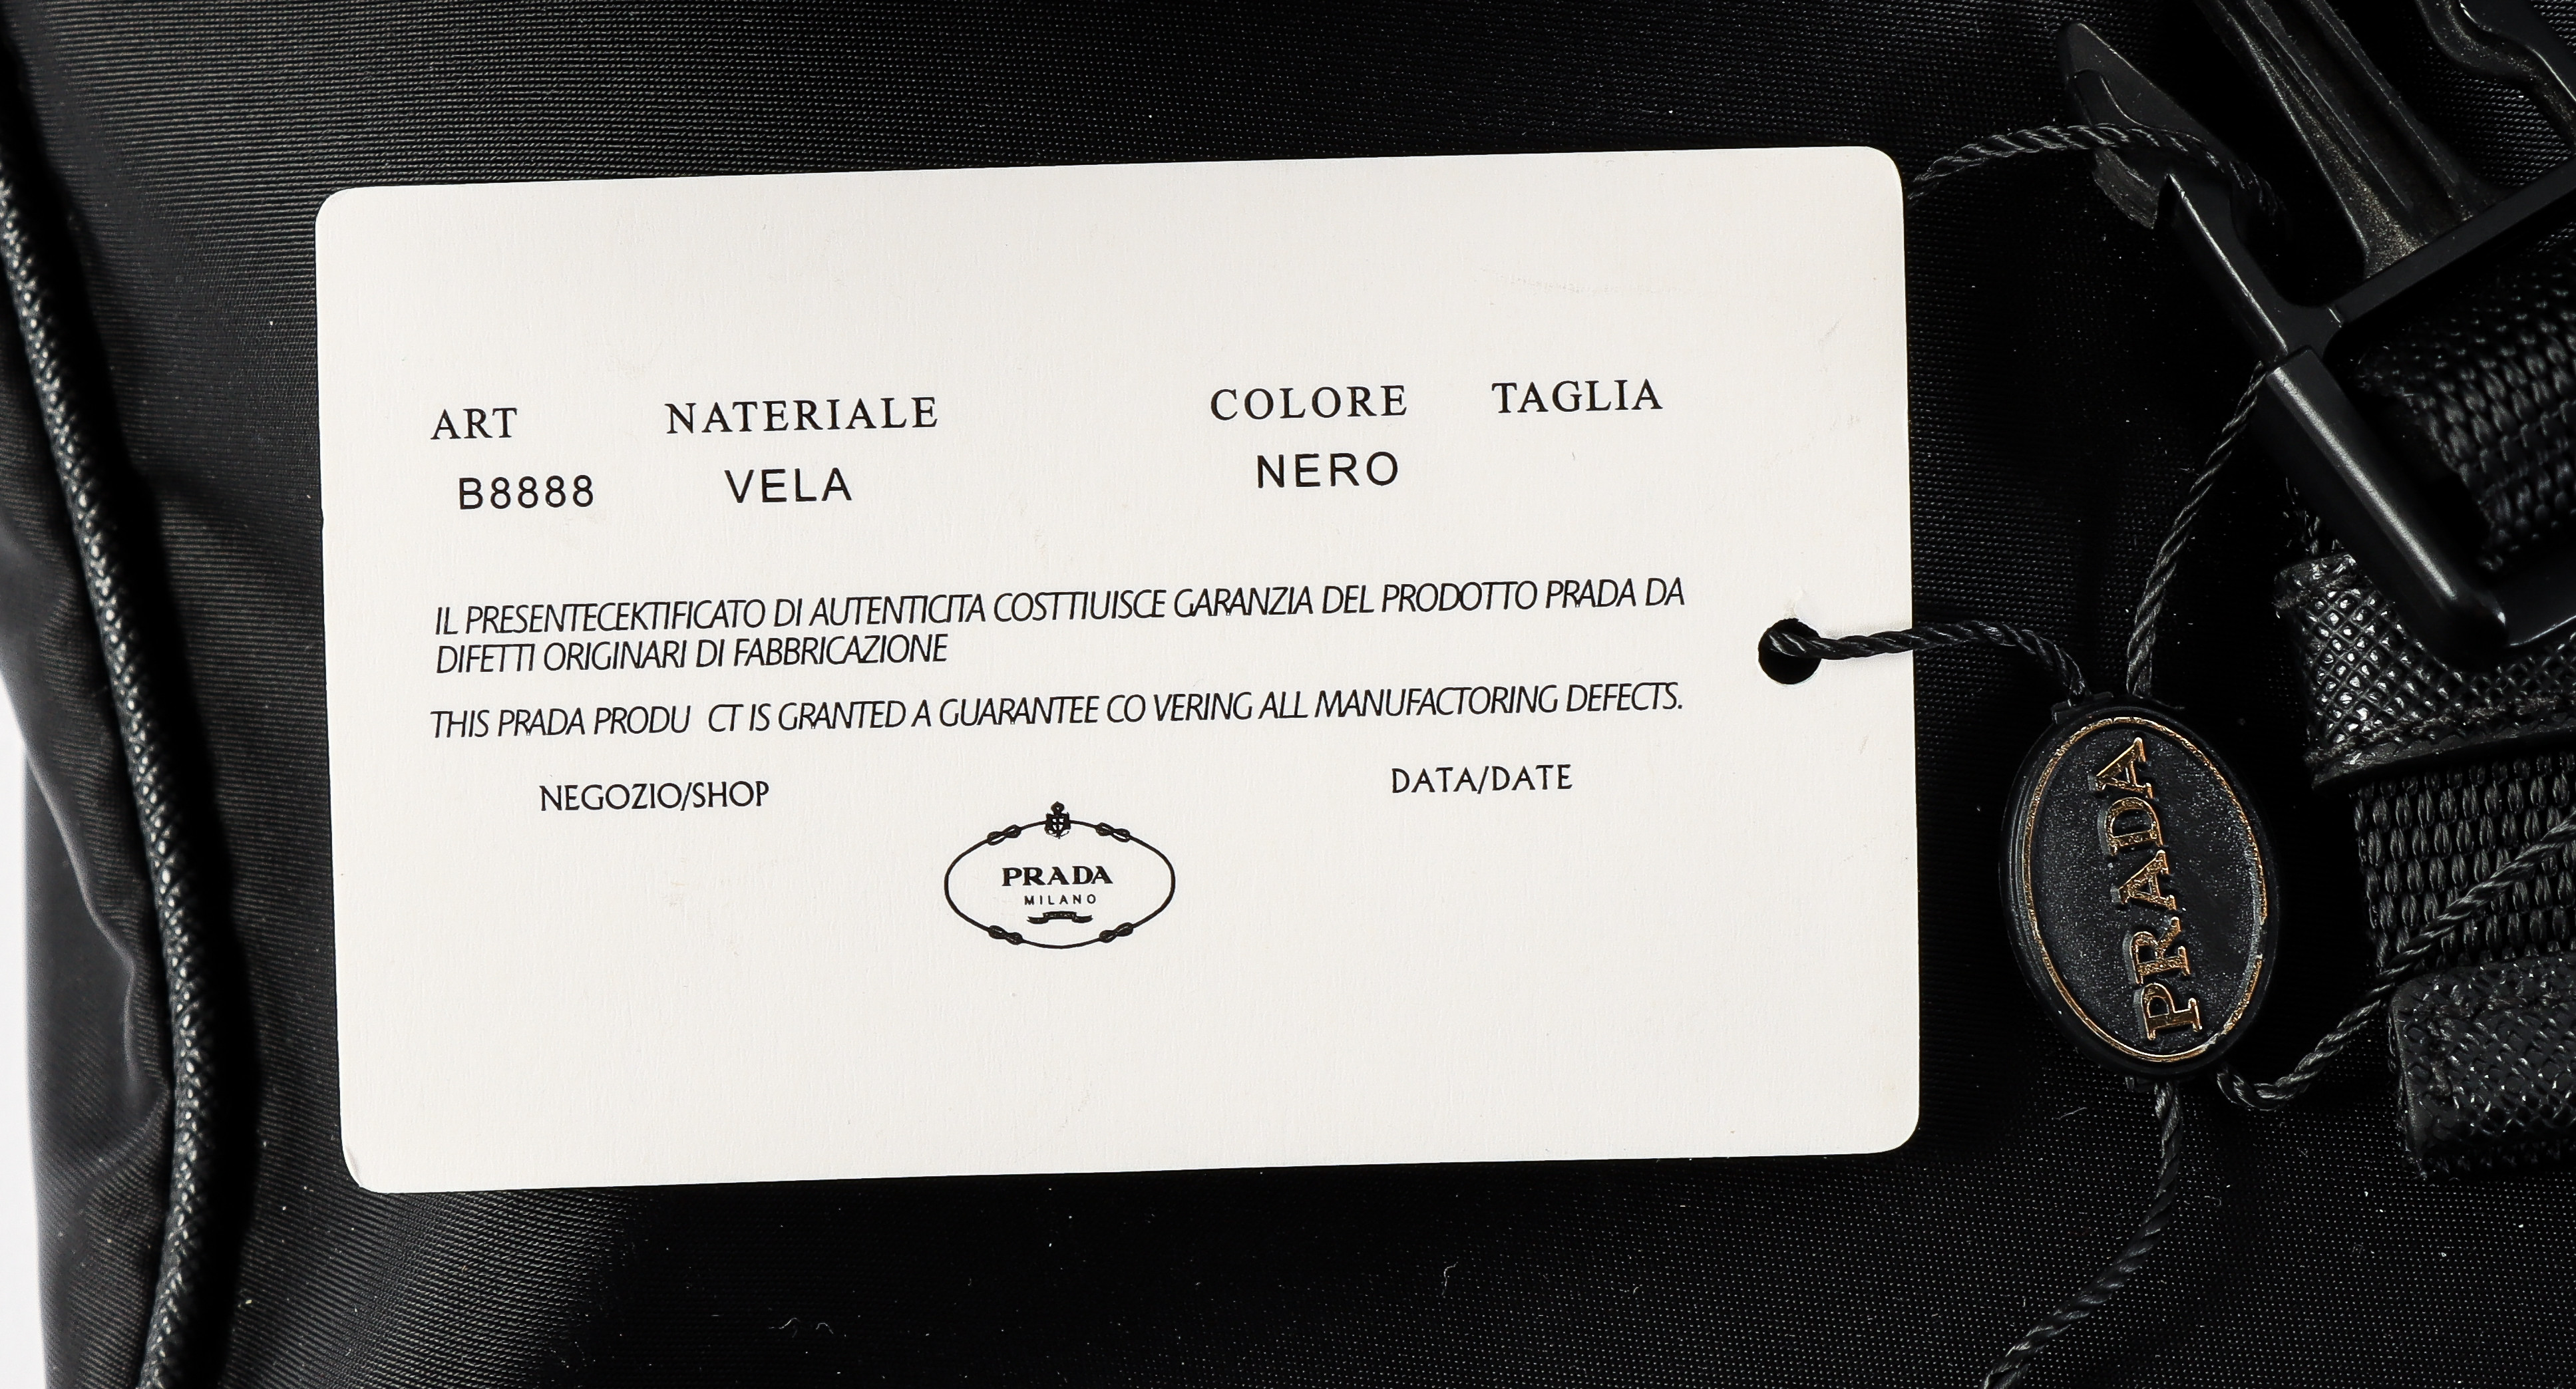 ART NATERIALE COLORE TAGLIA
B8888 VELA NERO
IL PRESENTECEKTIFICATO DI AUTENTICITA COSTTIUISCE GARANZIA DEL PRODOTTO PRADA DA
DIFETTI ORIGINARI DI FABBRICAZIONE
THIS PRADA PRODU CT IS GRANTED A GUARANTEE CO VERING ALL MANUFACTORING DEFECTS.
NEGOZIO/SHOP DATA/DATE
PRADA
MILANO
PRADA